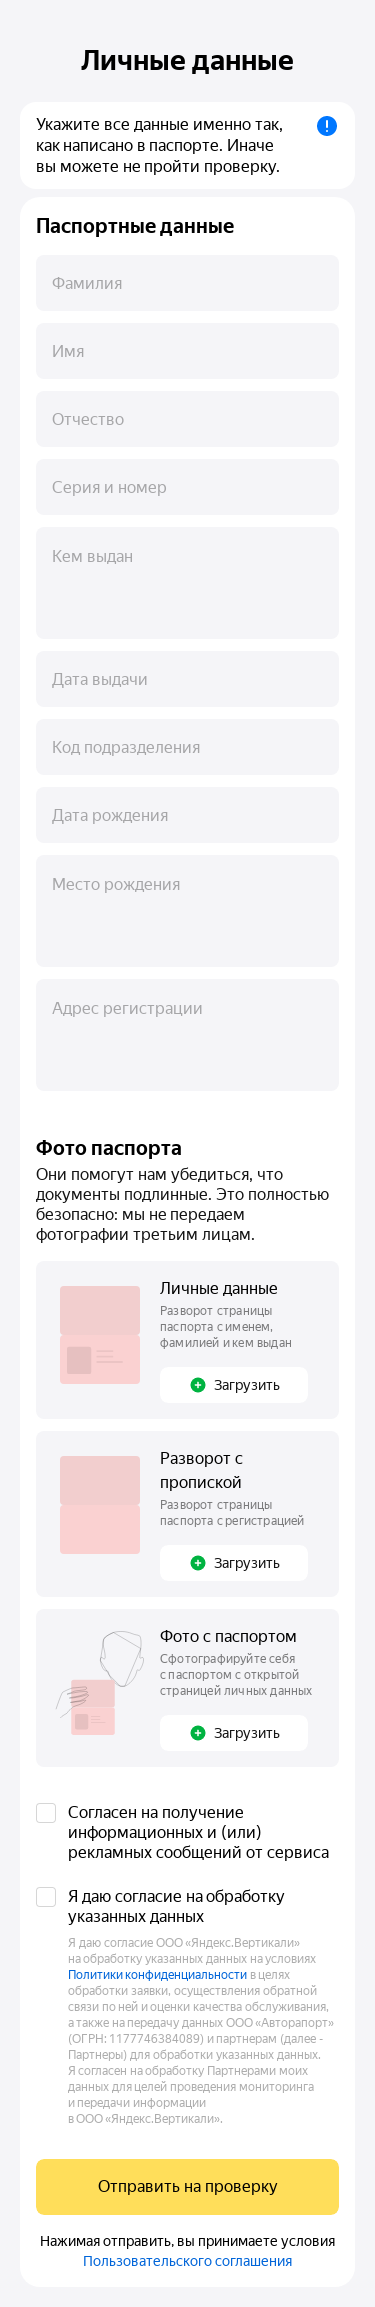 Личные данные
Укажите все данные именно так,
как написано в паспорте. Иначе
вы можете не пройти проверку.
Паспортные данные
Фамилия
Имя
Отчество
Серия и номер
Кем выдан
Дата выдачи
Код подразделения
Дата рождения
Место рождения
Адрес регистрации
Фото паспорта
Они помогут нам убедиться, что
документы подлинные. Это полностью
безопасно: мы не передаем
фотографии третьим лицам.
Личные данные
Разворот страницы
паспорта с именем,
фамилией и кем выдан
Загрузить
Разворот с
пропиской
Разворот страницы
паспорта с регистрацией
Загрузить
Фото с паспортом
Сфотографируйте себя
с паспортом с открытой
страницей личных данных
Загрузить
Согласен на получение
информационных и (или)
рекламных сообщений от сервиса
Я даю согласие на обработку
указанных данных
Я даю согласие ООО «Яндекс.Вертикали»
на обработку указанных данных на условиях
Политики конфиденциальности в целях
обработки заявки, осуществления обратной
связи по ней и оценки качества обслуживания,
а также на передачу данных ООО «Авторапорт»
(ОГРН: 1177746384089) и партнерам (далее -
Партнеры) для обработки указанных данных.
Я согласен на обработку Партнерами моих
данных для целей проведения мониторинга
и передачи информации
в ООО «Яндекс.Вертикали».
Отправить на проверку
Нажимая отправить, вы принимаете условия
Пользовательского соглашения